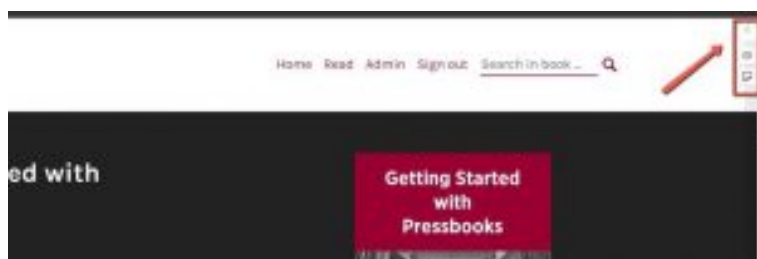 Home Read Admin Sign out Search in book ...
ed with
Getting Started
with
Pressbooks